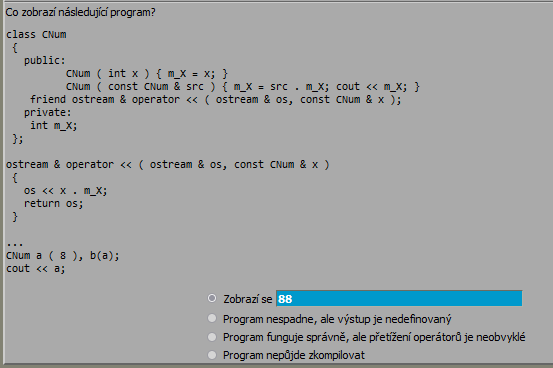 Co zobrazí následující program?
class CNum
{
public:
CNum ( int x ) { m_X = x; }
CNum ( const CNum & src ) { m_X = src . m_X; cout << m_X; }
friend ostream & operator << ( ostream & os, const CNum & x );
private:
int m_X;
};
ostream & operator << ( ostream & os, const CNum & x )
{
os << x . m_X;
return os;
}
...
CNum a ( 8 ), b(a);
cout << a;
Zobrazí se 88
Program nespadne, ale výstup je nedefinovaný
Program funguje správně, ale přetížení operátorů je neobvyklé
Program nepůjde zkompilovat